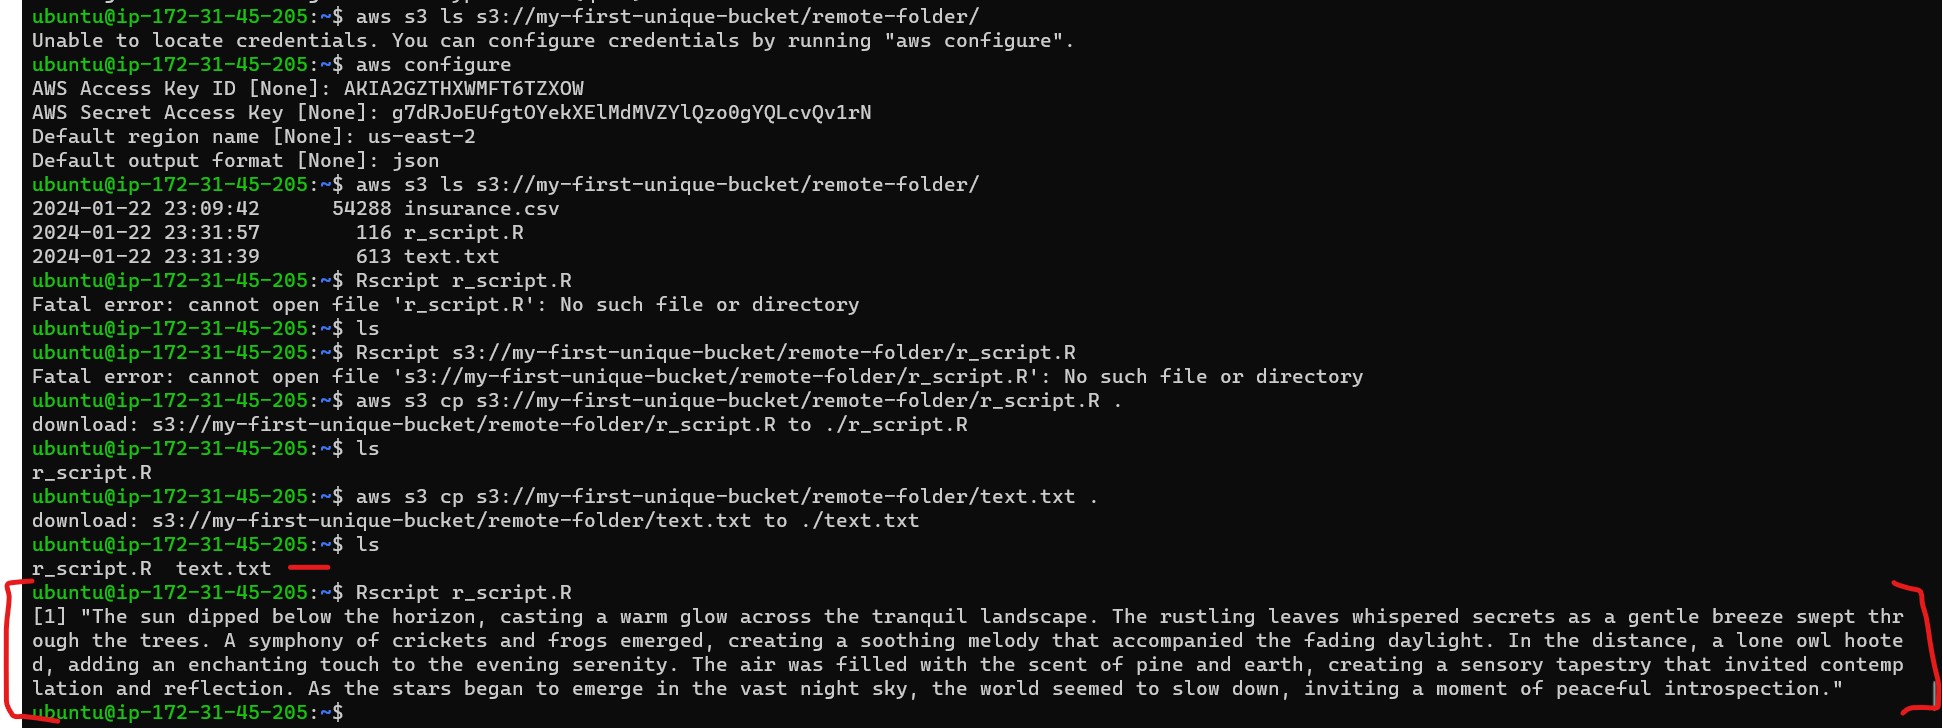 ubuntu@ip-172-31-45-205:~$ aws s3 ls s3://my-first-unique-bucket/remote-folder/
Unable to locate credentials. You can configure credentials by running "aws configure".
ubuntu@ip-172-31-45-205:~$ aws configure
AWS Access Key ID [None]: AKIA2GZTHXWMFT6TZXOW
AWS Secret Access Key [None]: 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
Default region name [None]: us-east-2
Default output format [None]: json
ubuntu@ip-172-31-45-205:~$ aws s3 ls s3://my-first-unique-bucket/remote-folder/
2024-01-22 23:09:42      54288 insurance.csv
2024-01-22 23:31:57        116 r_script.R
2024-01-22 23:31:39        613 text.txt
ubuntu@ip-172-31-45-205:~$ Rscript r_script.R
Fatal error: cannot open file 'r_script.R': No such file or directory
ubuntu@ip-172-31-45-205:~$ ls
ubuntu@ip-172-31-45-205:~$ Rscript s3://my-first-unique-bucket/remote-folder/r_script.R
Fatal error: cannot open file 's3://my-first-unique-bucket/remote-folder/r_script.R': No such file or directory
ubuntu@ip-172-31-45-205:~$ aws s3 cp s3://my-first-unique-bucket/remote-folder/r_script.R .
download: s3://my-first-unique-bucket/remote-folder/r_script.R to ./r_script.R
ubuntu@ip-172-31-45-205:~$ ls
r_script.R
ubuntu@ip-172-31-45-205:~$ aws s3 cp s3://my-first-unique-bucket/remote-folder/text.txt .
download: s3://my-first-unique-bucket/remote-folder/text.txt to ./text.txt
ubuntu@ip-172-31-45-205:~$ ls
r_script.R  text.txt
ubuntu@ip-172-31-45-205:~$ Rscript r_script.R
[1] "The sun dipped below the horizon, casting a warm glow across the tranquil landscape. The rustling leaves whispered secrets as a gentle breeze swept thr
ough the trees. A symphony of crickets and frogs emerged, creating a soothing melody that accompanied the fading daylight. In the distance, a lone owl hoote
d, adding an enchanting touch to the evening serenity. The air was filled with the scent of pine and earth, creating a sensory tapestry that invited contemp
lation and reflection. As the stars began to emerge in the vast night sky, the world seemed to slow down, inviting a moment of peaceful introspection."
ubuntu@ip-172-31-45-205:~$